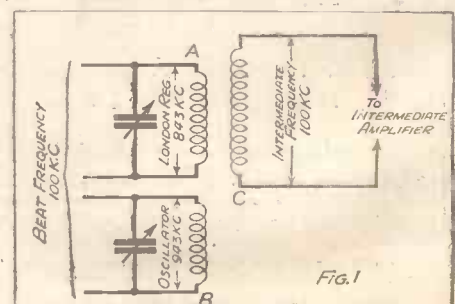 A
BEAT FREQUENCY
100 K.C
LONDON REG.
843 KC
INTERMEDIATE
FREQUENCY
100 KC
TO
INTERMEDIATE
AMPLIFIER
C
OSCILLATOR
943 KC
B
FIG.1